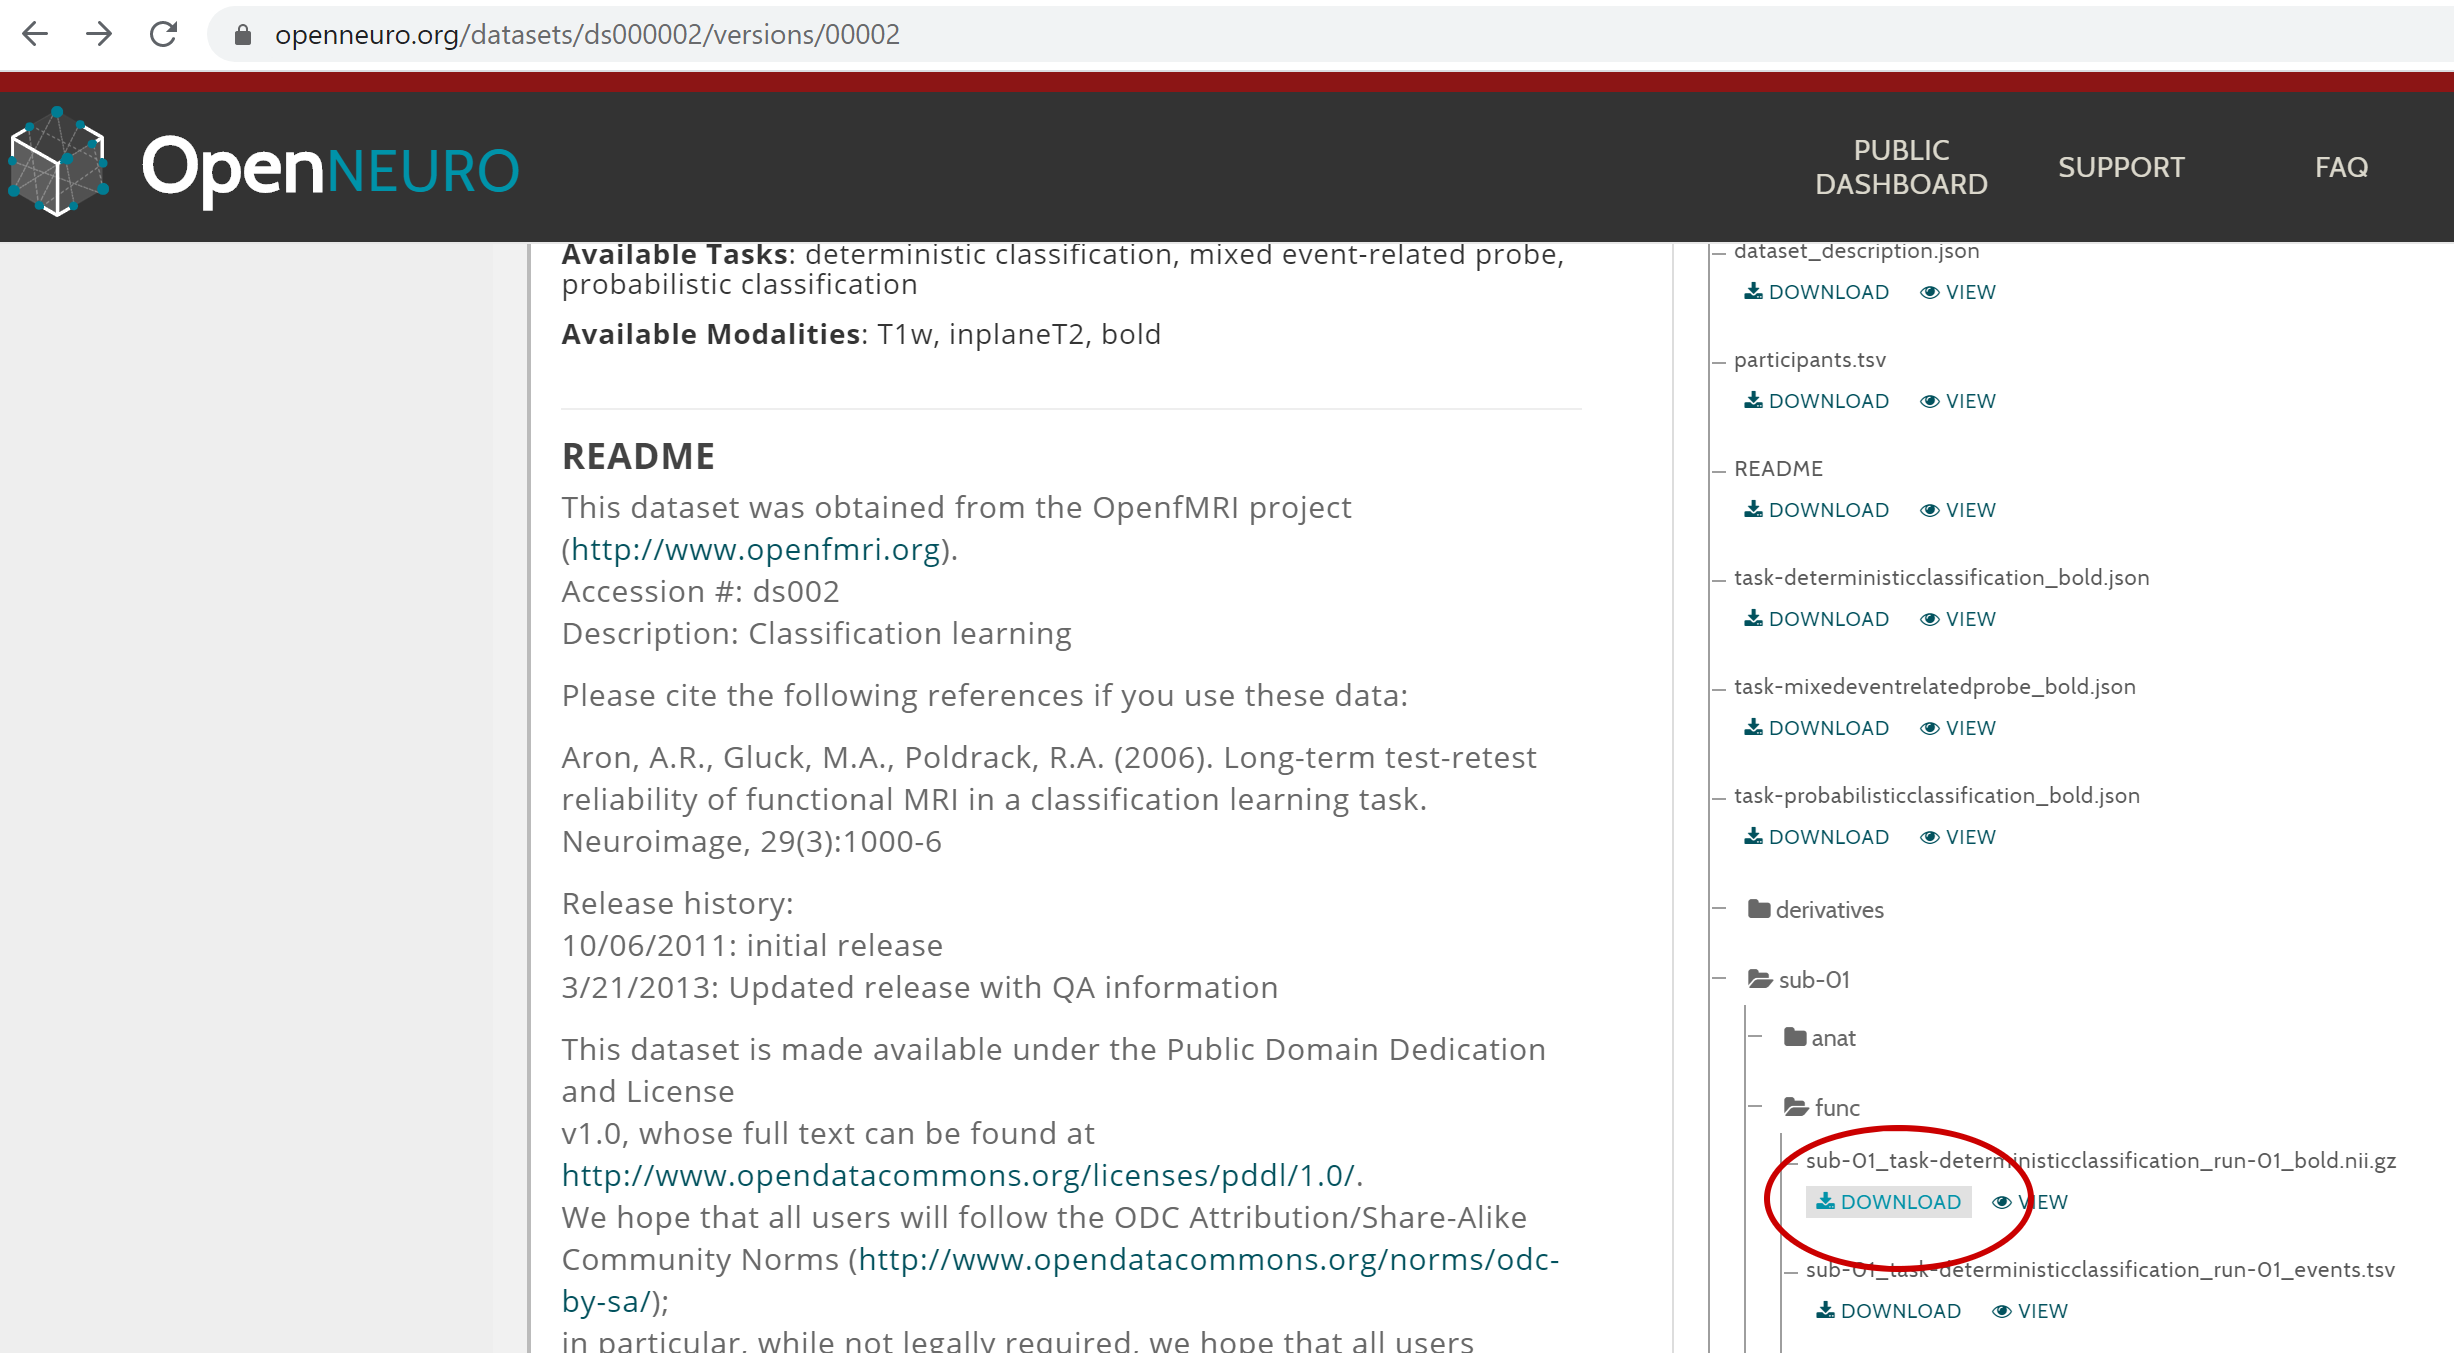 openneuro.org/datasets/ds000002/versions/00002
OpenNEURO
PUBLIC
DASHBOARD
SUPPORT
FAQ
Available Tasks: deterministic classification, mixed event-related probe,
probabilistic classification
Available Modalities: T1w, inplaneT2, bold
README
This dataset was obtained from the OpenfMRI project
(http://www.openfmri.org).
Accession #: ds002
Description: Classification learning
Please cite the following references if you use these data:
Aron, A.R., Gluck, M.A., Poldrack, R.A. (2006). Long-term test-retest
reliability of functional MRI in a classification learning task.
Neuroimage, 29(3):1000-6
Release history:
10/06/2011: initial release
3/21/2013: Updated release with QA information
This dataset is made available under the Public Domain Dedication
and License
v1.0, whose full text can be found at
http://www.opendatacommons.org/licenses/pddl/1.0/.
We hope that all users will follow the ODC Attribution/Share-Alike
Community Norms (http://www.opendatacommons.org/norms/odc-
by-sa/);
in particular, while not legally required, we hope that all users
dataset_description.json
DOWNLOAD VIEW
participants.tsv
DOWNLOAD VIEW
README
DOWNLOAD VIEW
task-deterministicclassification_bold.json
DOWNLOAD VIEW
task-mixedeventrelatedprobe_bold.json
DOWNLOAD VIEW
task-probabilisticclassification_bold.json
DOWNLOAD VIEW
derivatives
sub-01
anat
func
sub-01_task-deterministicclassification_run-01_bold.nii.gz
DOWNLOAD VIEW
sub-01_task-deterministicclassification_run-01_events.tsv
DOWNLOAD VIEW